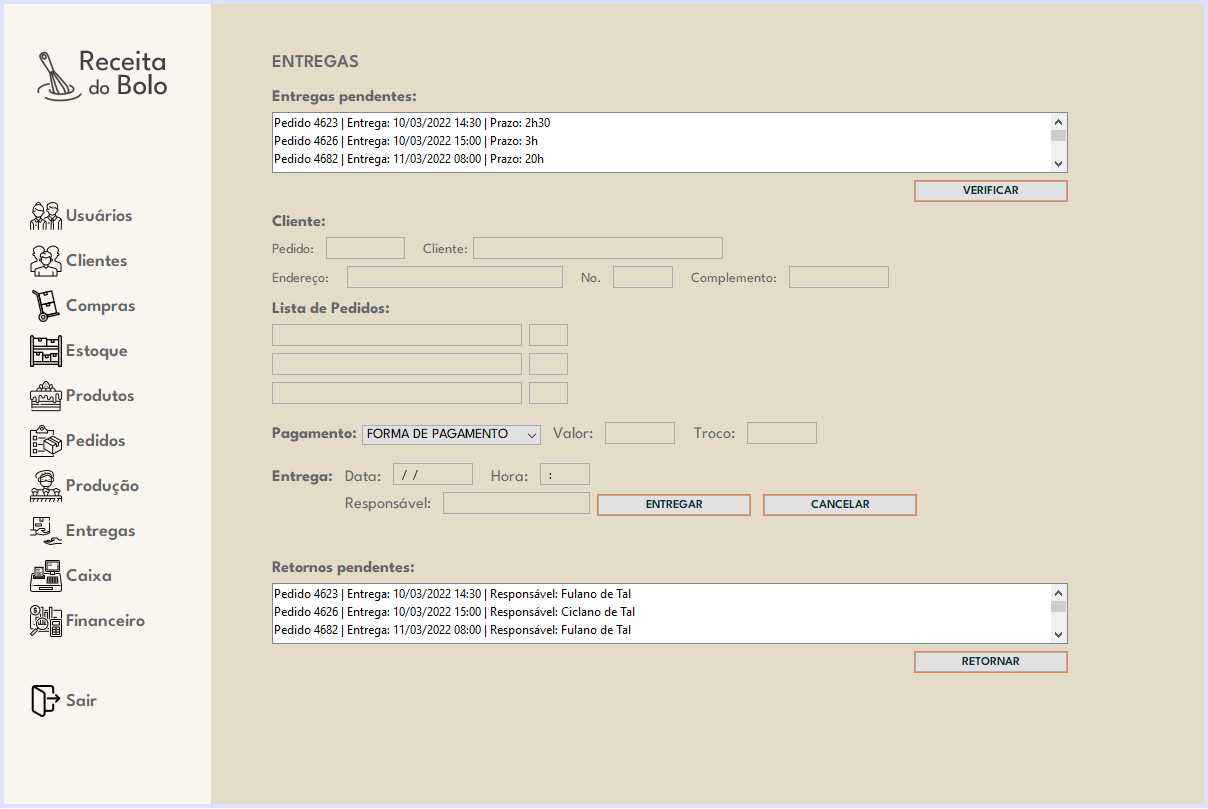 Receita
do Bolo
Usuários
Clientes
Compras
Estoque
Produtos
Pedidos
Produção
Entregas
Caixa
Financeiro
Sair
ENTREGAS
Entregas pendentes:
Pedido 4623 | Entrega: 10/03/2022 14:30 | Prazo: 2h30
Pedido 4626 | Entrega: 10/03/2022 15:00 | Prazo: 3h
Pedido 4682 | Entrega: 11/03/2022 08:00 | Prazo: 20h
VERIFICAR
Cliente:
Pedido: Cliente:
Endereço: No. Complemento:
Lista de Pedidos:
Pagamento: FORMA DE PAGAMENTO Valor: Troco:
Entrega: Data: / / Hora: :
Responsável: ENTREGAR CANCELAR
Retornos pendentes:
Pedido 4623 | Entrega: 10/03/2022 14:30 | Responsável: Fulano de Tal
Pedido 4626 | Entrega: 10/03/2022 15:00 | Responsável: Ciclano de Tal
Pedido 4682 | Entrega: 11/03/2022 08:00 | Responsável: Fulano de Tal
RETORNAR